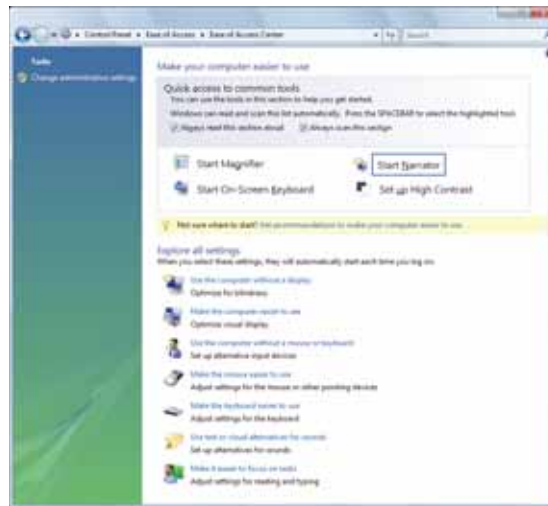 Control Panel ▸ Ease of Access ▸ Ease of Access Center
Search
Tasks
Change administrative settings
Make your computer easier to use
Quick access to common tools
You can use the tools in this section to help you get started.
Windows can read and scan this list automatically. Press the SPACEBAR to select the highlighted tool.
Always read this section aloud Always scan this section
Start Magnifier Start Narrator
Start On-Screen Keyboard Set up High Contrast
Not sure where to start? Get recommendations to make your computer easier to use
Explore all settings
When you select these settings, they will automatically start each time you log on.
Use the computer without a display
Optimize for blindness
Make the computer easier to use
Optimize visual display
Use the computer without a mouse or keyboard
Set up alternative input devices
Make the mouse easier to use
Adjust settings for the mouse or other pointing devices
Make the keyboard easier to use
Adjust settings for the keyboard
Use text or visual alternatives for sounds
Set up alternatives for sounds
Make it easier to focus on tasks
Adjust settings for reading and typing